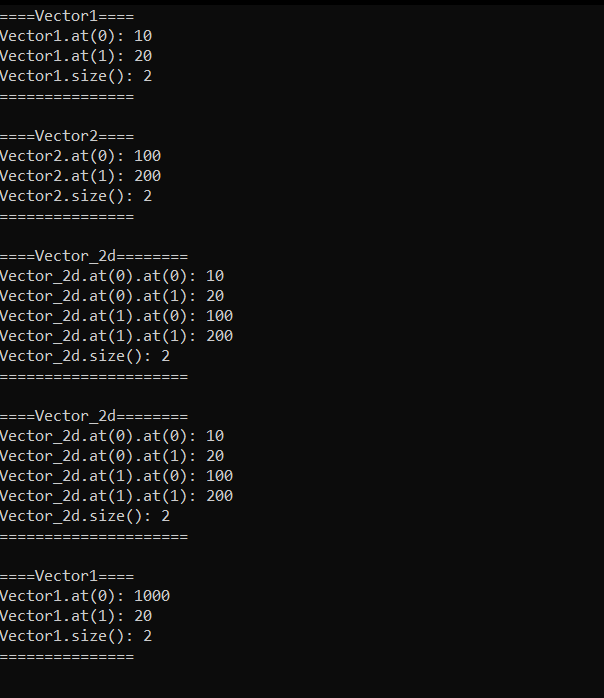 ====Vector1====
Vector1.at(0): 10
Vector1.at(1): 20
Vector1.size(): 2
===============
====Vector2====
Vector2.at(0): 100
Vector2.at(1): 200
Vector2.size(): 2
===============
====Vector_2d========
Vector_2d.at(0).at(0): 10
Vector_2d.at(0).at(1): 20
Vector_2d.at(1).at(0): 100
Vector_2d.at(1).at(1): 200
Vector_2d.size(): 2
=====================
====Vector_2d========
Vector_2d.at(0).at(0): 10
Vector_2d.at(0).at(1): 20
Vector_2d.at(1).at(0): 100
Vector_2d.at(1).at(1): 200
Vector_2d.size(): 2
=====================
====Vector1====
Vector1.at(0): 1000
Vector1.at(1): 20
Vector1.size(): 2
===============